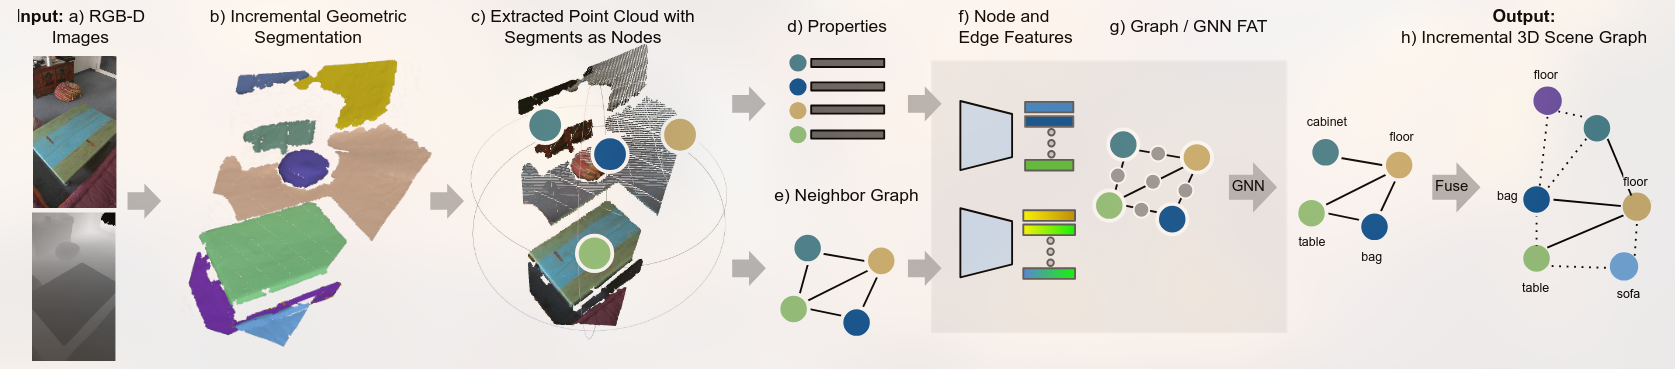 Input: a) RGB-D
Images
b) Incremental Geometric
Segmentation
c) Extracted Point Cloud with
Segments as Nodes
d) Properties
e) Neighbor Graph
f) Node and
Edge Features
g) Graph / GNN FAT
GNN
cabinet
floor
table
bag
Fuse
Output:
h) Incremental 3D Scene Graph
floor
floor
bag
table
sofa